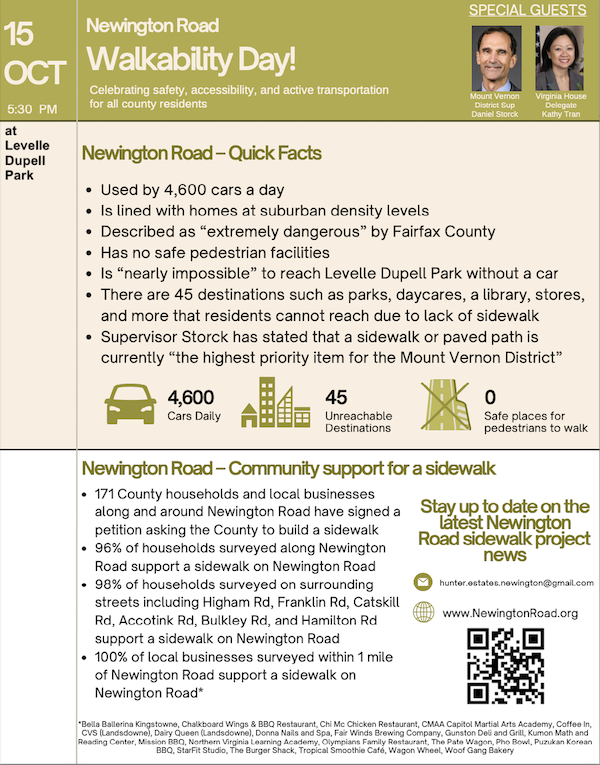 15
OCT
5:30 PM
at
Levelle
Dupell
Park
Newington Road
Walkability Day!
Celebrating safety, accessibility, and active transportation
for all county residents
SPECIAL GUESTS
Mount Vernon
District Sup
Daniel Storck
Virginia House
Delegate
Kathy Tran
Newington Road – Quick Facts
• Used by 4,600 cars a day
• Is lined with homes at suburban density levels
• Described as “extremely dangerous” by Fairfax County
• Has no safe pedestrian facilities
• Is “nearly impossible” to reach Levelle Dupell Park without a car
• There are 45 destinations such as parks, daycares, a library, stores,
and more that residents cannot reach due to lack of sidewalk
• Supervisor Storck has stated that a sidewalk or paved path is
currently “the highest priority item for the Mount Vernon District”
4,600
Cars Daily
45
Unreachable
Destinations
0
Safe places for
pedestrians to walk
Newington Road – Community support for a sidewalk
• 171 County households and local businesses
along and around Newington Road have signed a
petition asking the County to build a sidewalk
• 96% of households surveyed along Newington
Road support a sidewalk on Newington Road
• 98% of households surveyed on surrounding
streets including Higham Rd, Franklin Rd, Catskill
Rd, Accotink Rd, Bulkley Rd, and Hamilton Rd
support a sidewalk on Newington Road
• 100% of local businesses surveyed within 1 mile
of Newington Road support a sidewalk on
Newington Road*
Stay up to date on the
latest Newington
Road sidewalk project
news
hunter.estates.newington@gmail.com
www.NewingtonRoad.org
*Bella Ballerina Kingstowne, Chalkboard Wings & BBQ Restaurant, Chi Mc Chicken Restaurant, CMAA Capitol Martial Arts Academy, Coffee In,
CVS (Landsdowne), Dairy Queen (Landsdowne), Donna Nails and Spa, Fair Winds Brewing Company, Gunston Deli and Grill, Kumon Math and
Reading Center, Mission BBQ, Northern Virginia Learning Academy, Olympians Family Restaurant, The Pate Wagon, Pho Bowl, Puzukan Korean
BBQ, StarFit Studio, The Burger Shack, Tropical Smoothie Café, Wagon Wheel, Woof Gang Bakery